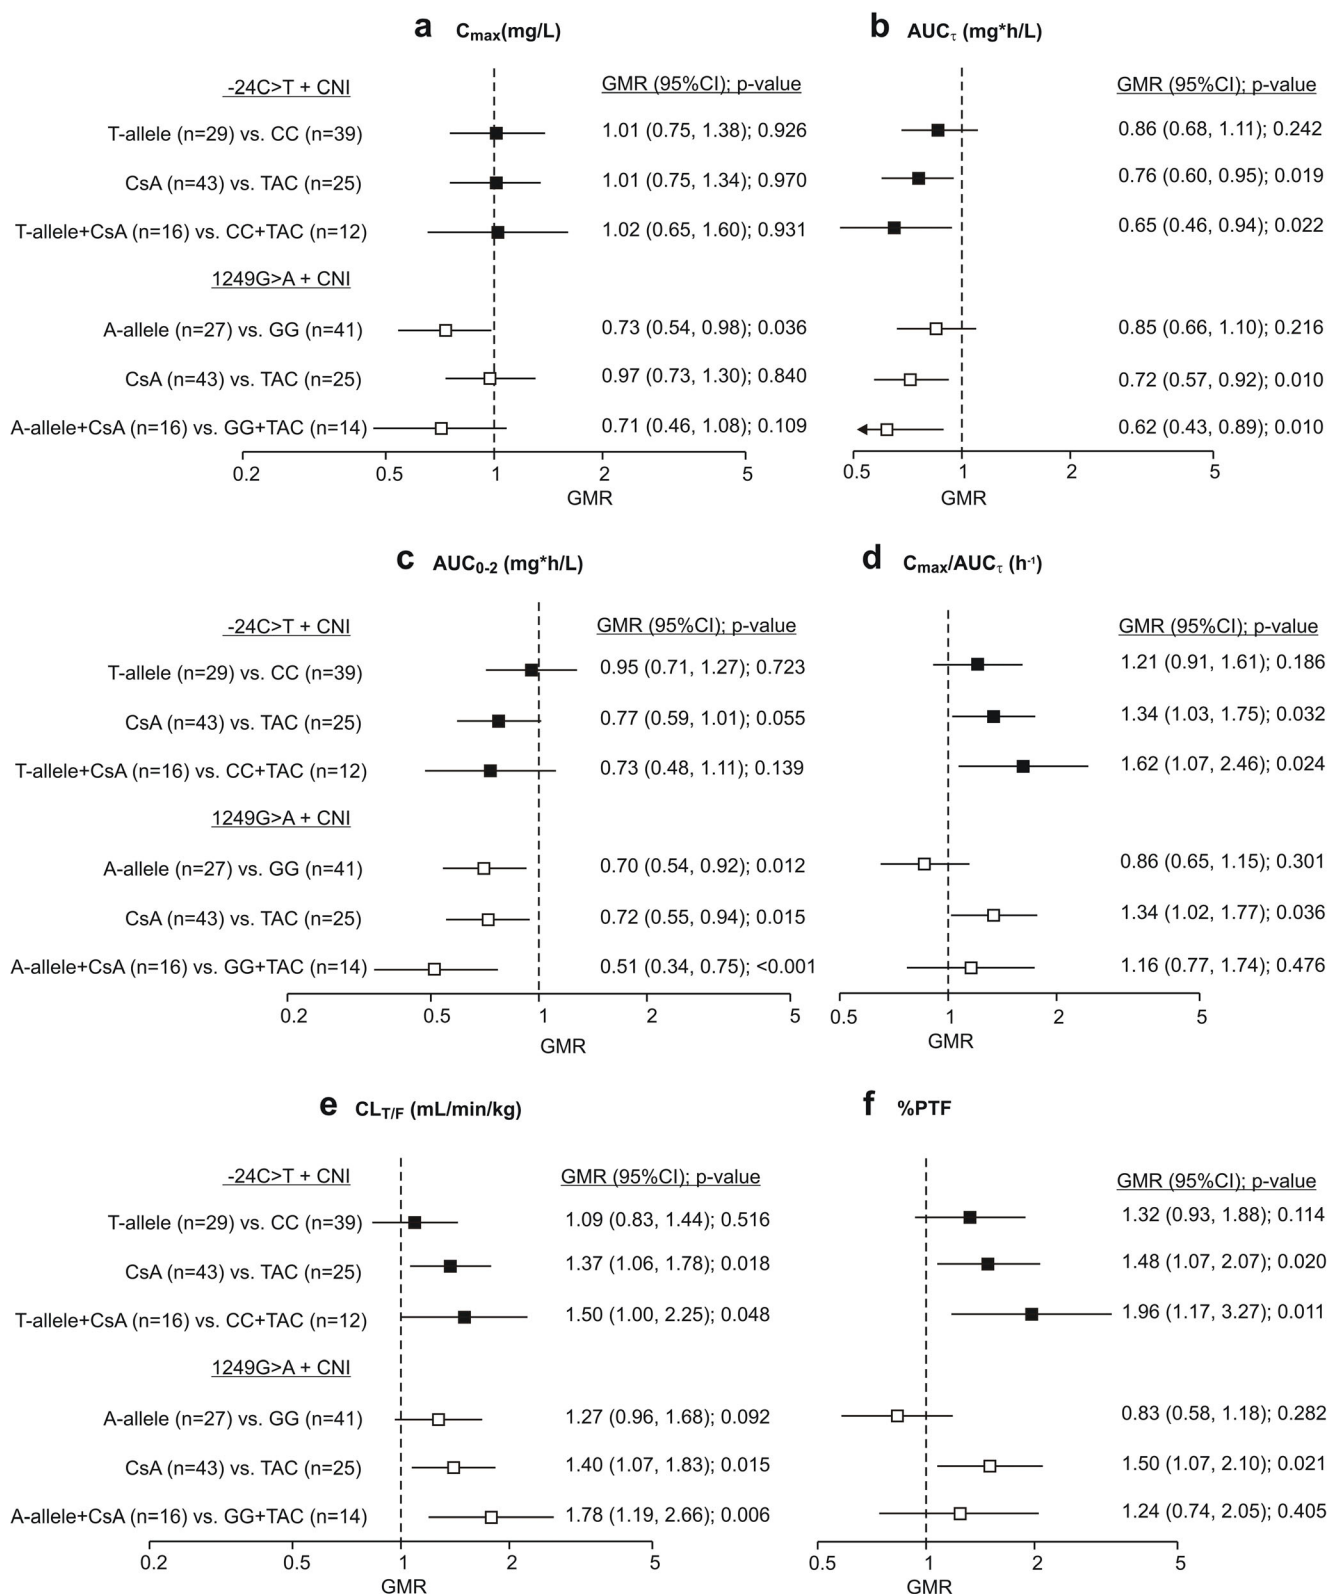 a C_max(mg/L)
-24C>T + CNI GMR (95%CI); p-value
T-allele (n=29) vs. CC (n=39) 1.01 (0.75, 1.38); 0.926
CsA (n=43) vs. TAC (n=25) 1.01 (0.75, 1.34); 0.970
T-allele+CsA (n=16) vs. CC+TAC (n=12) 1.02 (0.65, 1.60); 0.931
1249G>A + CNI
A-allele (n=27) vs. GG (n=41) 0.73 (0.54, 0.98); 0.036
CsA (n=43) vs. TAC (n=25) 0.97 (0.73, 1.30); 0.840
A-allele+CsA (n=16) vs. GG+TAC (n=14) 0.71 (0.46, 1.08); 0.109
0.2 0.5 1 2 5
GMR
b AUCτ (mg*h/L)
GMR (95%CI); p-value
0.86 (0.68, 1.11); 0.242
0.76 (0.60, 0.95); 0.019
0.65 (0.46, 0.94); 0.022
0.85 (0.66, 1.10); 0.216
0.72 (0.57, 0.92); 0.010
0.62 (0.43, 0.89); 0.010
0.5 1 2 5
GMR
c AUC0-2 (mg*h/L)
-24C>T + CNI GMR (95%CI); p-value
T-allele (n=29) vs. CC (n=39) 0.95 (0.71, 1.27); 0.723
CsA (n=43) vs. TAC (n=25) 0.77 (0.59, 1.01); 0.055
T-allele+CsA (n=16) vs. CC+TAC (n=12) 0.73 (0.48, 1.11); 0.139
1249G>A + CNI
A-allele (n=27) vs. GG (n=41) 0.70 (0.54, 0.92); 0.012
CsA (n=43) vs. TAC (n=25) 0.72 (0.55, 0.94); 0.015
A-allele+CsA (n=16) vs. GG+TAC (n=14) 0.51 (0.34, 0.75); <0.001
0.2 0.5 1 2 5
GMR
d Cmax/AUCτ (h-1)
GMR (95%CI); p-value
1.21 (0.91, 1.61); 0.186
1.34 (1.03, 1.75); 0.032
1.62 (1.07, 2.46); 0.024
0.86 (0.65, 1.15); 0.301
1.34 (1.02, 1.77); 0.036
1.16 (0.77, 1.74); 0.476
0.5 1 2 5
GMR
e CLT/F (mL/min/kg)
-24C>T + CNI GMR (95%CI); p-value
T-allele (n=29) vs. CC (n=39) 1.09 (0.83, 1.44); 0.516
CsA (n=43) vs. TAC (n=25) 1.37 (1.06, 1.78); 0.018
T-allele+CsA (n=16) vs. CC+TAC (n=12) 1.50 (1.00, 2.25); 0.048
1249G>A + CNI
A-allele (n=27) vs. GG (n=41) 1.27 (0.96, 1.68); 0.092
CsA (n=43) vs. TAC (n=25) 1.40 (1.07, 1.83); 0.015
A-allele+CsA (n=16) vs. GG+TAC (n=14) 1.78 (1.19, 2.66); 0.006
0.2 0.5 1 2 5
GMR
f %PTF
GMR (95%CI); p-value
1.32 (0.93, 1.88); 0.114
1.48 (1.07, 2.07); 0.020
1.96 (1.17, 3.27); 0.011
0.83 (0.58, 1.18); 0.282
1.50 (1.07, 2.10); 0.021
1.24 (0.74, 2.05); 0.405
0.5 1 2 5
GMR